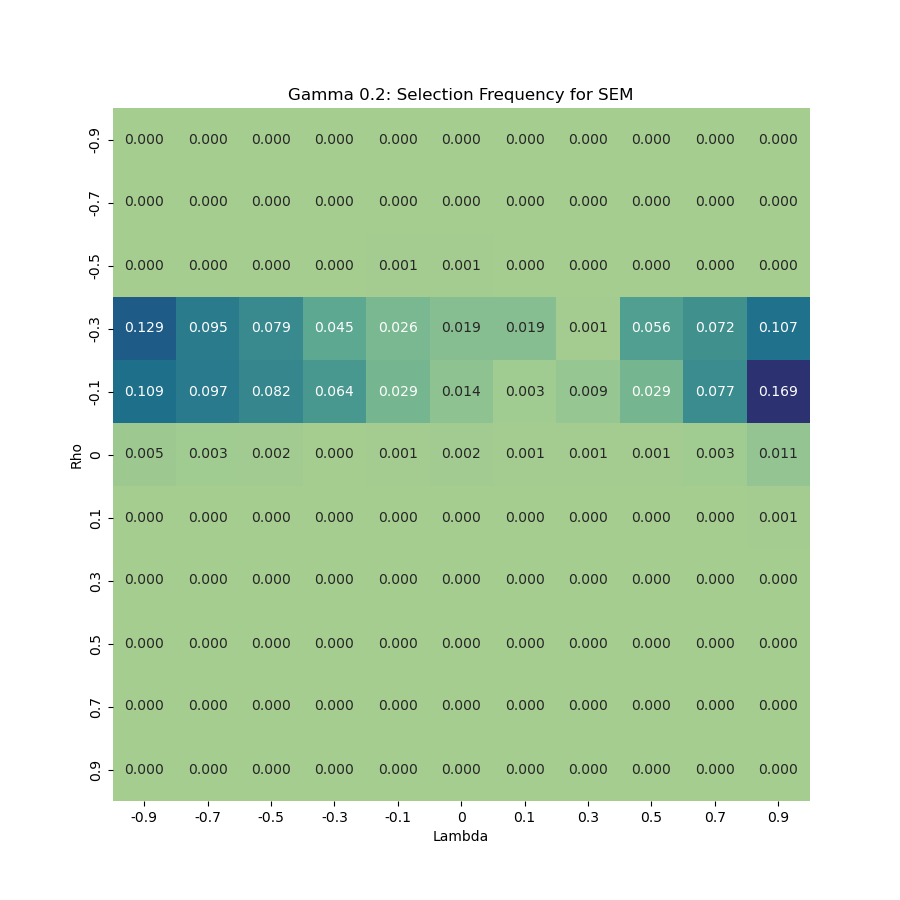 Gamma 0.2: Selection Frequency for SEM
-0.9 0.000 0.000 0.000 0.000 0.000 0.000 0.000 0.000 0.000 0.000 0.000
-0.7 0.000 0.000 0.000 0.000 0.000 0.000 0.000 0.000 0.000 0.000 0.000
-0.5 0.000 0.000 0.000 0.000 0.001 0.001 0.000 0.000 0.000 0.000 0.000
-0.3 0.129 0.095 0.079 0.045 0.026 0.019 0.019 0.001 0.056 0.072 0.107
-0.1 0.109 0.097 0.082 0.064 0.029 0.014 0.003 0.009 0.029 0.077 0.169
Rho
0 0.005 0.003 0.002 0.000 0.001 0.002 0.001 0.001 0.001 0.003 0.011
0.1 0.000 0.000 0.000 0.000 0.000 0.000 0.000 0.000 0.000 0.000 0.001
0.3 0.000 0.000 0.000 0.000 0.000 0.000 0.000 0.000 0.000 0.000 0.000
0.5 0.000 0.000 0.000 0.000 0.000 0.000 0.000 0.000 0.000 0.000 0.000
0.7 0.000 0.000 0.000 0.000 0.000 0.000 0.000 0.000 0.000 0.000 0.000
0.9 0.000 0.000 0.000 0.000 0.000 0.000 0.000 0.000 0.000 0.000 0.000
-0.9 -0.7 -0.5 -0.3 -0.1 0 0.1 0.3 0.5 0.7 0.9
Lambda